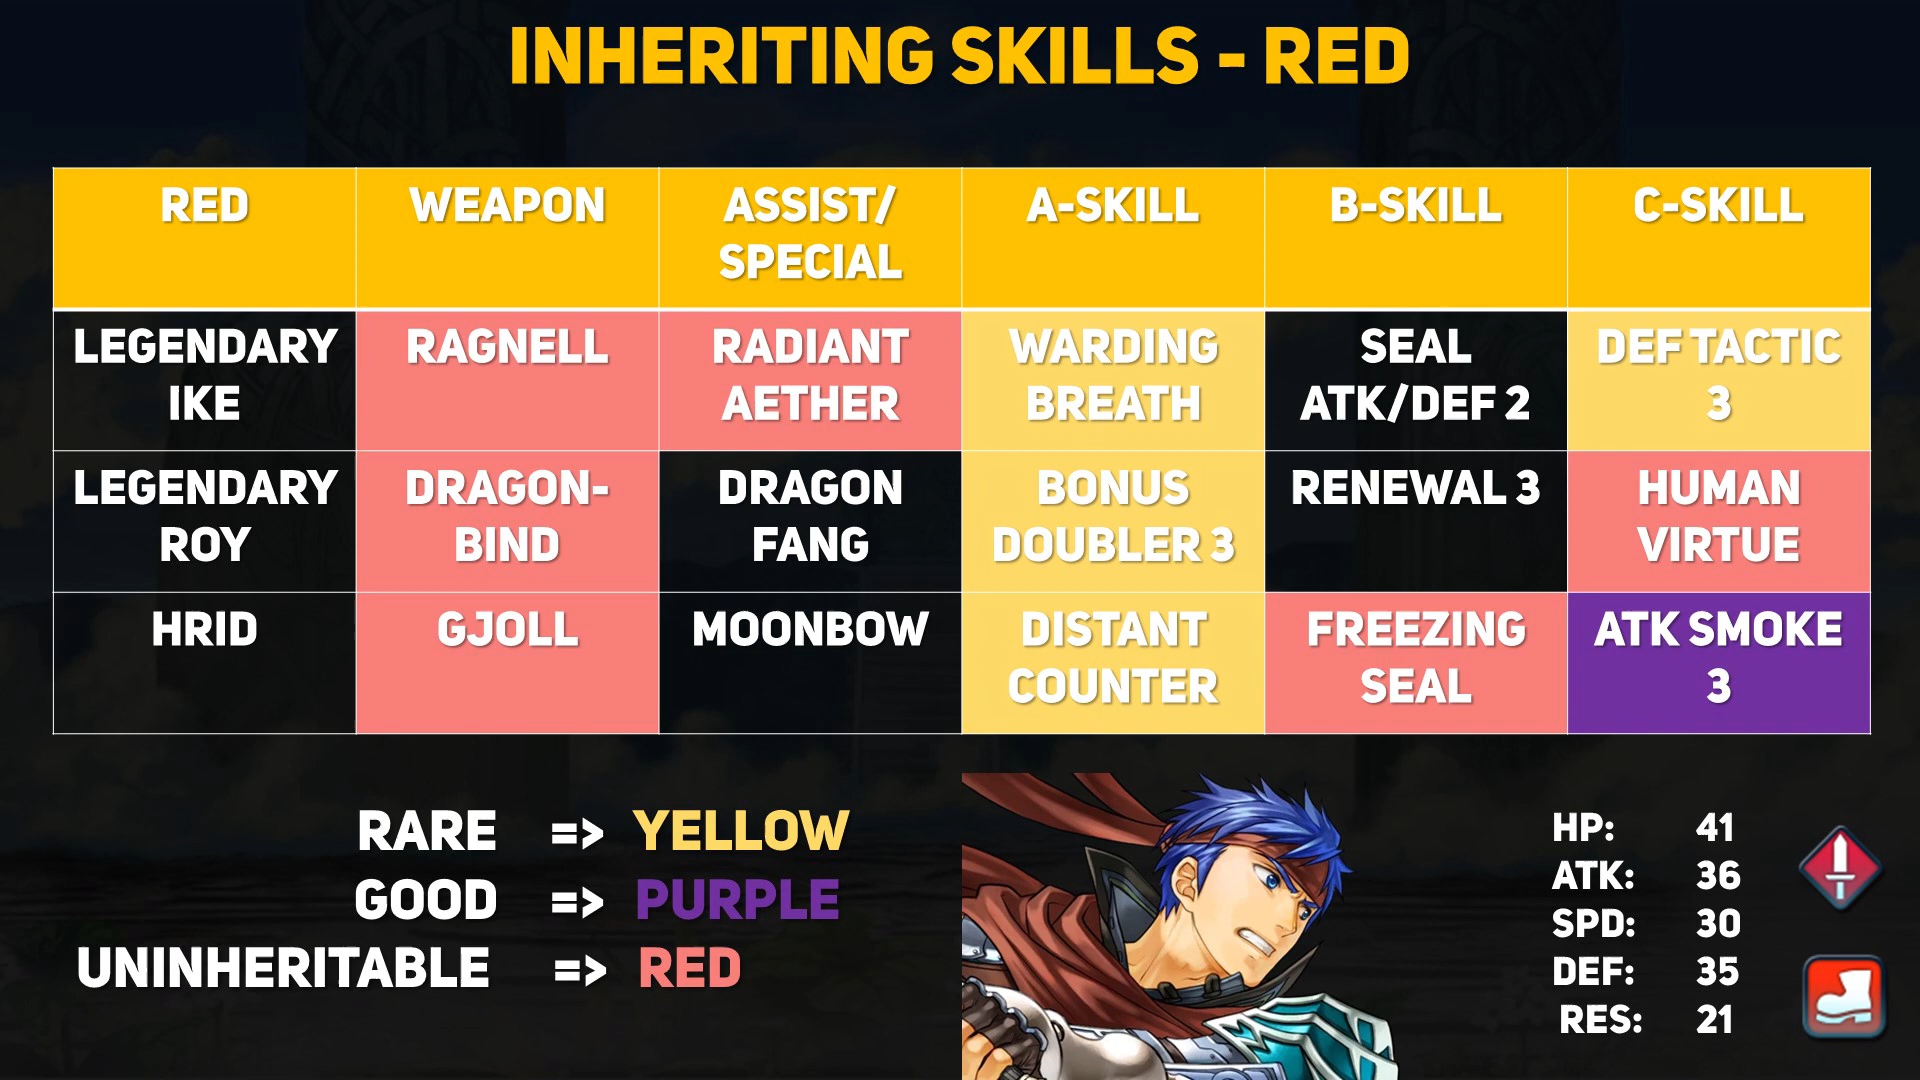 INHERITING SKILLS - RED
RED
WEAPON
ASSIST/
SPECIAL
A-SKILL
B-SKILL
C-SKILL
LEGENDARY
IKE
RAGNELL
RADIANT
AETHER
WARDING
BREATH
SEAL
ATK/DEF 2
DEF TACTIC
3
LEGENDARY
ROY
DRAGON-
BIND
DRAGON
FANG
BONUS
DOUBLER 3
RENEWAL 3
HUMAN
VIRTUE
HRID
GJOLL
MOONBOW
DISTANT
COUNTER
FREEZING
SEAL
ATK SMOKE
3
RARE => YELLOW
GOOD => PURPLE
UNINHERITABLE => RED
HP: 41
ATK: 36
SPD: 30
DEF: 35
RES: 21